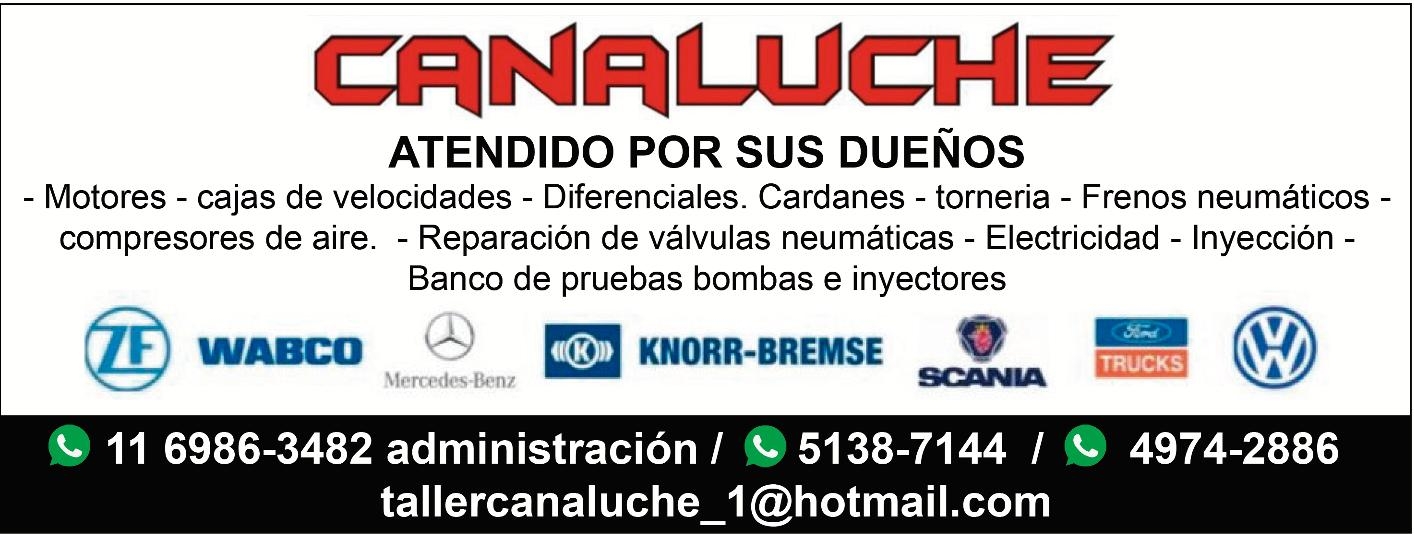 CANALUCHE
ATENDIDO POR SUS DUEÑOS
- Motores - cajas de velocidades - Diferenciales. Cardanes - torneria - Frenos neumáticos -
compresores de aire.  - Reparación de válvulas neumáticas - Electricidad - Inyección -
Banco de pruebas bombas e inyectores
ZF WABCO Mercedes-Benz K KNORR-BREMSE SCANIA Ford TRUCKS VW
11 6986-3482 administración / 5138-7144 / 4974-2886
tallercanaluche_1@hotmail.com